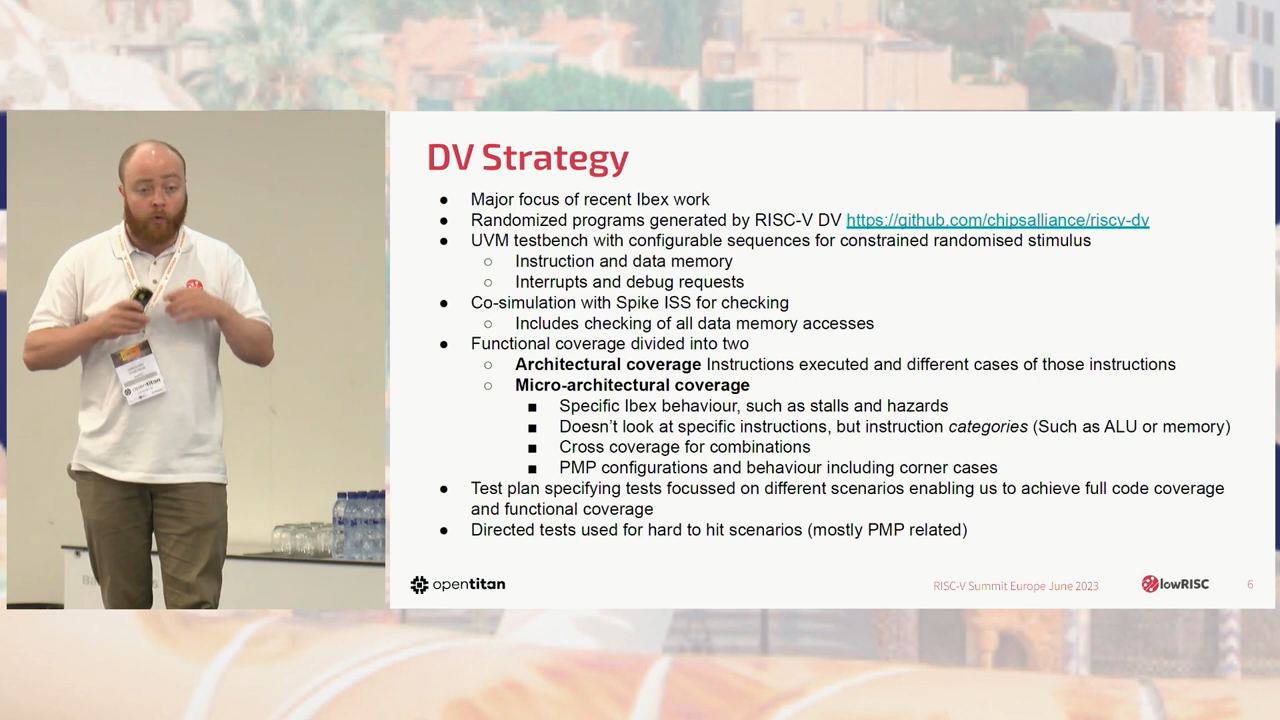 DV Strategy
● Major focus of recent Ibex work
● Randomized programs generated by RISC-V DV https://github.com/chipsalliance/riscv-dv
● UVM testbench with configurable sequences for constrained randomised stimulus
○ Instruction and data memory
○ Interrupts and debug requests
● Co-simulation with Spike ISS for checking
○ Includes checking of all data memory accesses
● Functional coverage divided into two
○ Architectural coverage Instructions executed and different cases of those instructions
○ Micro-architectural coverage
■ Specific Ibex behaviour, such as stalls and hazards
■ Doesn't look at specific instructions, but instruction categories (Such as ALU or memory)
■ Cross coverage for combinations
■ PMP configurations and behaviour including corner cases
● Test plan specifying tests focussed on different scenarios enabling us to achieve full code coverage
and functional coverage
● Directed tests used for hard to hit scenarios (mostly PMP related)
opentitan
RISC-V Summit Europe June 2023
lowRISC
6
opentitan